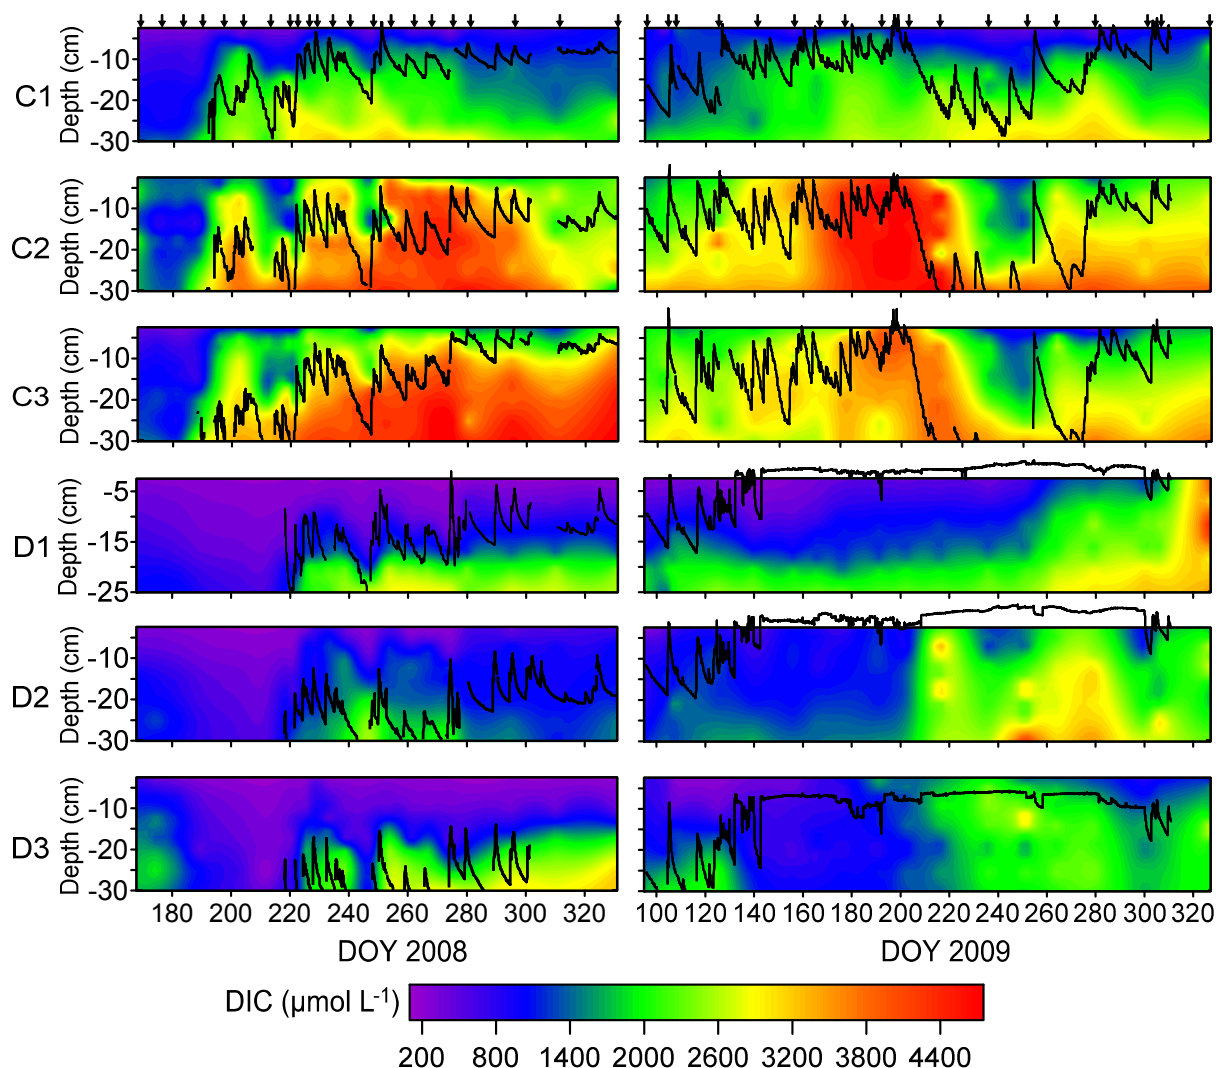 C1
Depth (cm)
-10
-20
-30
C2
Depth (cm)
-10
-20
-30
C3
Depth (cm)
-10
-20
-30
D1
Depth (cm)
-5
-15
-25
D2
Depth (cm)
-10
-20
-30
D3
Depth (cm)
-10
-20
-30
180 200 220 240 260 280 300 320
100 120 140 160 180 200 220 240 260 280 300 320
DOY 2008
DOY 2009
DIC (µmol L-1)
200 800 1400 2000 2600 3200 3800 4400